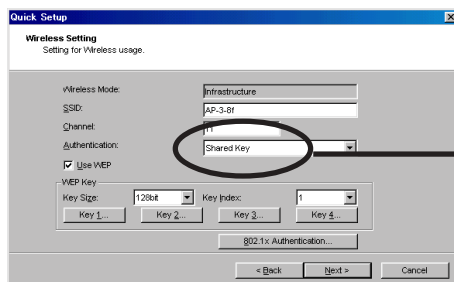 Quick Setup
Wireless Setting
Setting for Wireless usage.
Wireless Mode: Infrastructure
SSID: AP-3-8f
Channel: 11
Authentication: Shared Key
Use WEP
WEP Key
Key Size: 128bit Key Index: 1
Key 1... Key 2... Key 3... Key 4...
802.1x Authentication...
< Back Next > Cancel